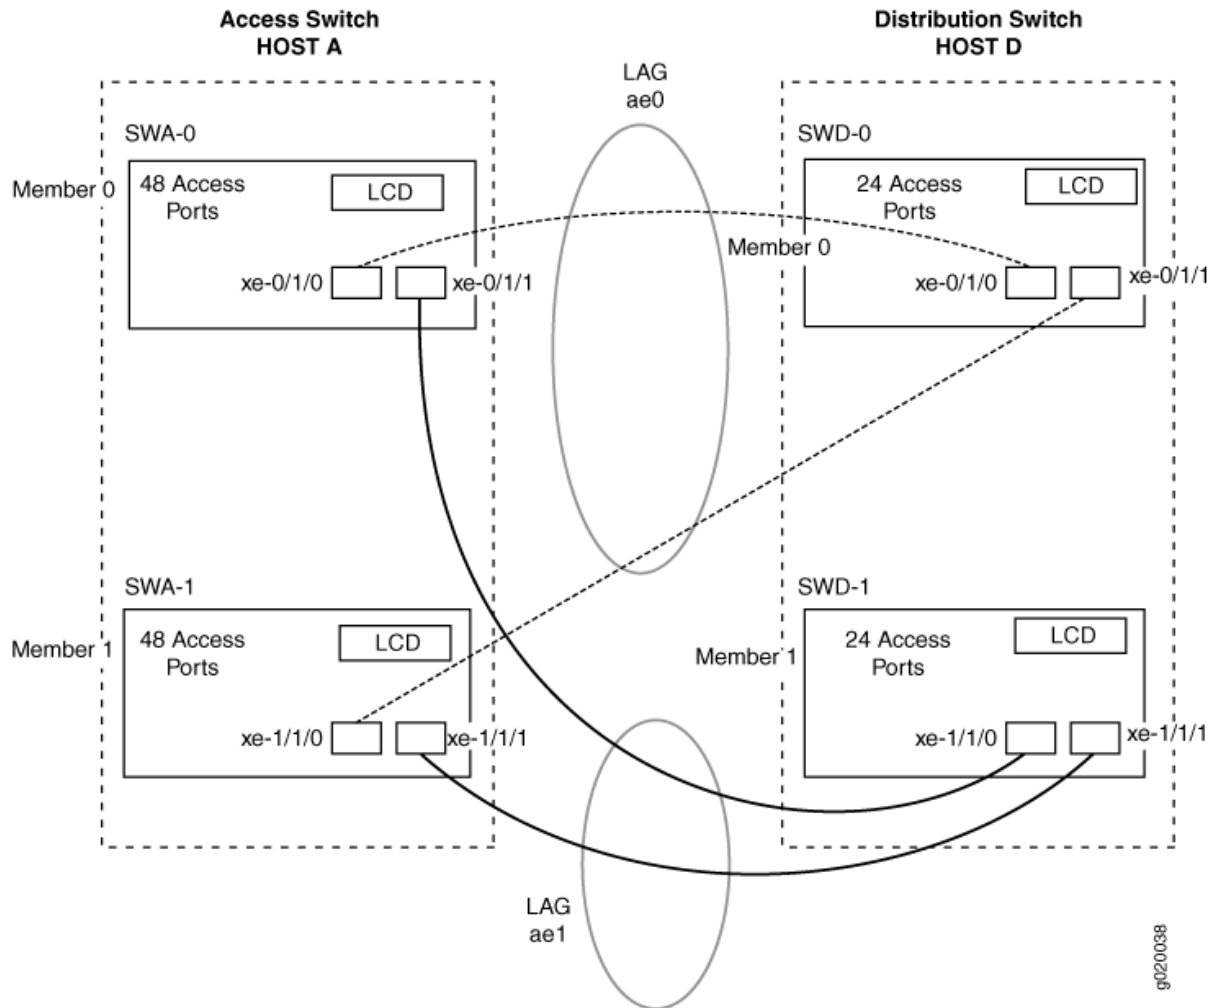 Access Switch
HOST A
Distribution Switch
HOST D
LAG
ae0
SWA-0
Member 0
48 Access
Ports
LCD
xe-0/1/0
xe-0/1/1
SWD-0
24 Access
Ports
LCD
Member 0
xe-0/1/0
xe-0/1/1
SWA-1
Member 1
48 Access
Ports
LCD
xe-1/1/0
xe-1/1/1
SWD-1
Member 1
24 Access
Ports
LCD
xe-1/1/0
xe-1/1/1
LAG
ae1
g020038